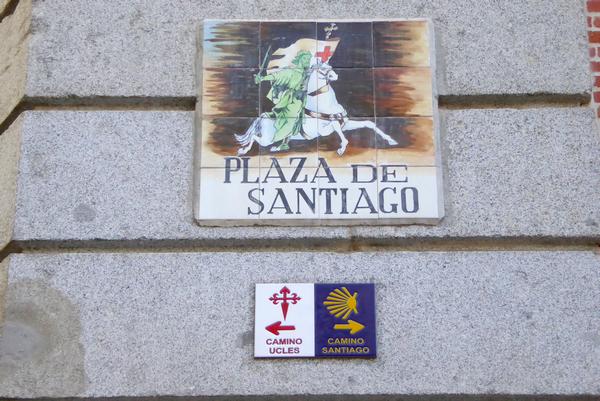 PLAZA DE
SANTIAGO
CAMINO
UCLES
CAMINO
SANTIAGO